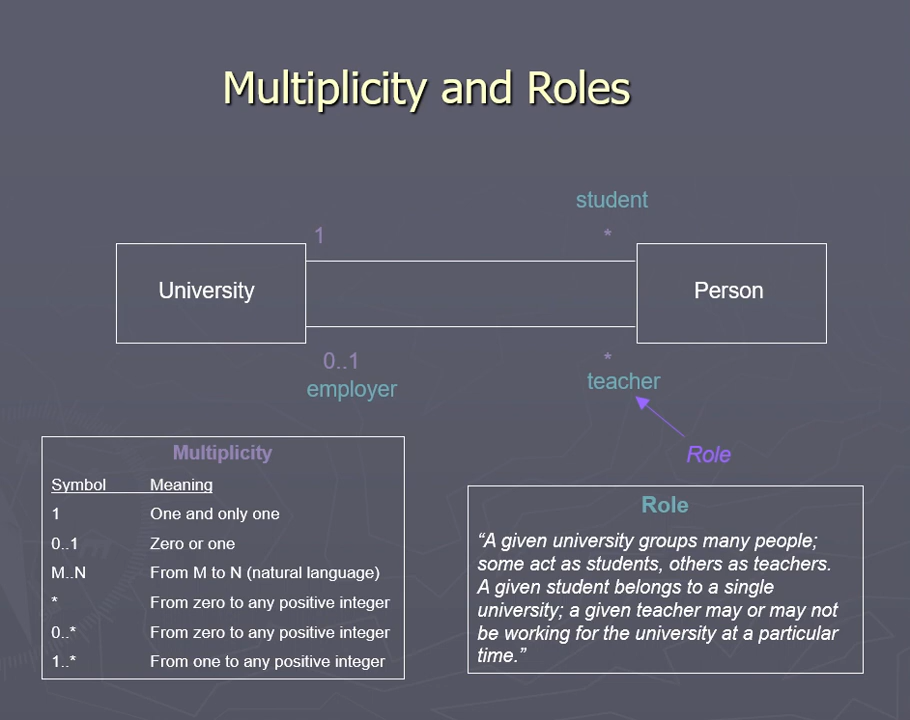 Multiplicity and Roles
student
1
*
University
Person
0..1
*
employer
teacher
Role
Multiplicity
Symbol Meaning
1 One and only one
0..1 Zero or one
M..N From M to N (natural language)
* From zero to any positive integer
0..* From zero to any positive integer
1..* From one to any positive integer
Role
“A given university groups many people;
some act as students, others as teachers.
A given student belongs to a single
university; a given teacher may or may not
be working for the university at a particular
time.”